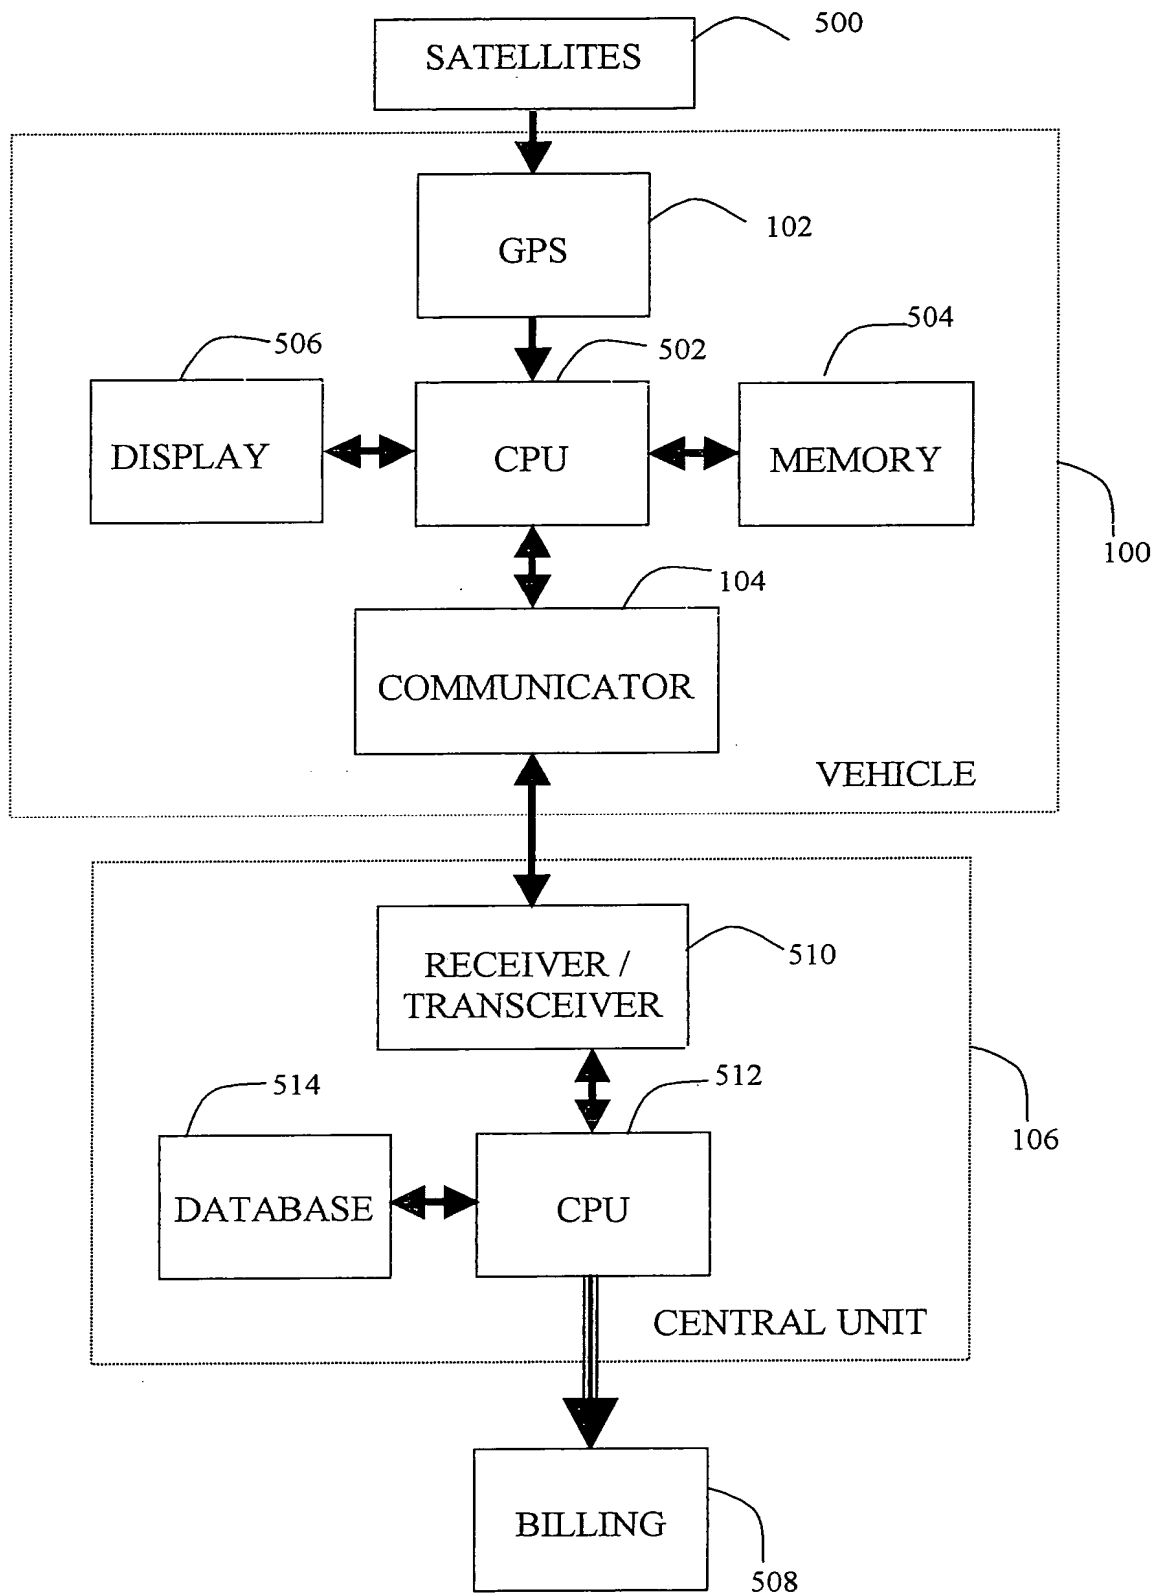 500
SATELLITES
102
GPS
506
502
504
DISPLAY
CPU
MEMORY
100
104
COMMUNICATOR
VEHICLE
510
RECEIVER /
TRANSCEIVER
514
512
106
DATABASE
CPU
CENTRAL UNIT
BILLING
508